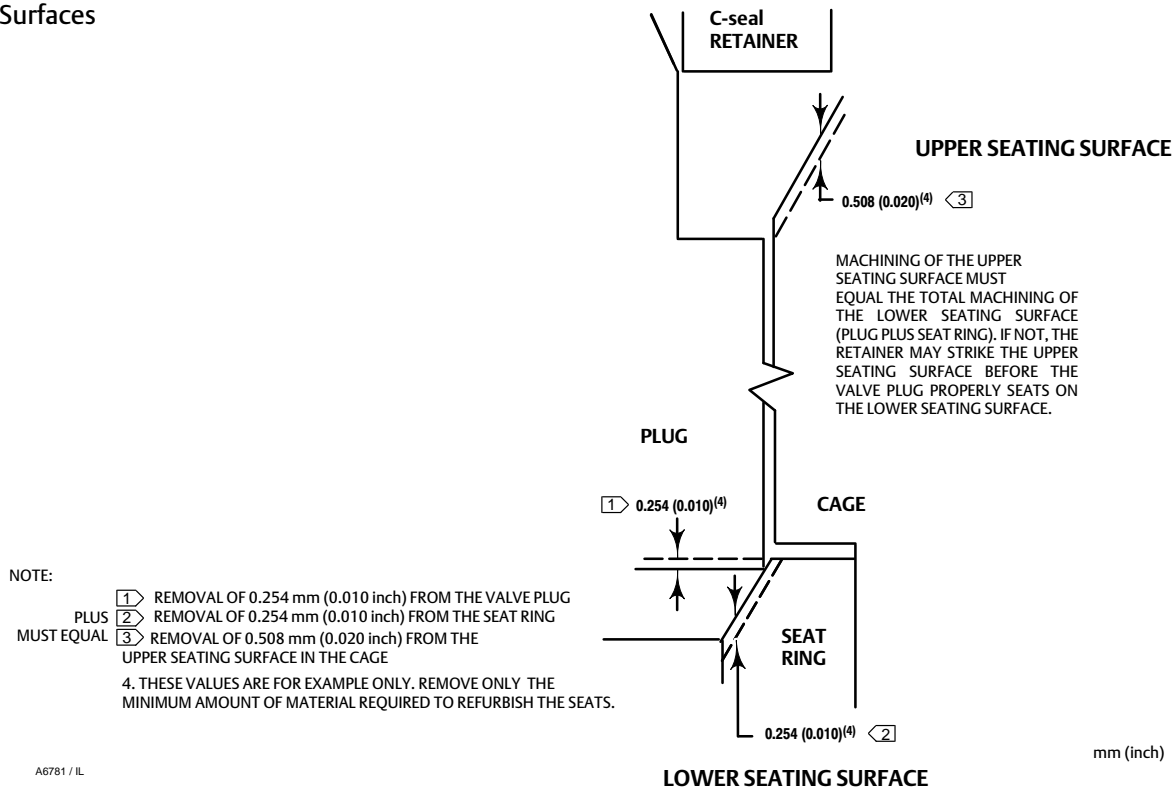 Surfaces
C-seal
RETAINER
UPPER SEATING SURFACE
0.508 (0.020)(4) 3
MACHINING OF THE UPPER
SEATING SURFACE MUST
EQUAL THE TOTAL MACHINING OF
THE LOWER SEATING SURFACE
(PLUG PLUS SEAT RING). IF NOT, THE
RETAINER MAY STRIKE THE UPPER
SEATING SURFACE BEFORE THE
VALVE PLUG PROPERLY SEATS ON
THE LOWER SEATING SURFACE.
PLUG
1 0.254 (0.010)(4)
CAGE
NOTE:
1 REMOVAL OF 0.254 mm (0.010 inch) FROM THE VALVE PLUG
PLUS 2 REMOVAL OF 0.254 mm (0.010 inch) FROM THE SEAT RING
MUST EQUAL 3 REMOVAL OF 0.508 mm (0.020 inch) FROM THE
UPPER SEATING SURFACE IN THE CAGE
4. THESE VALUES ARE FOR EXAMPLE ONLY. REMOVE ONLY THE
MINIMUM AMOUNT OF MATERIAL REQUIRED TO REFURBISH THE SEATS.
SEAT
RING
0.254 (0.010)(4) 2
mm (inch)
A6781 / IL
LOWER SEATING SURFACE